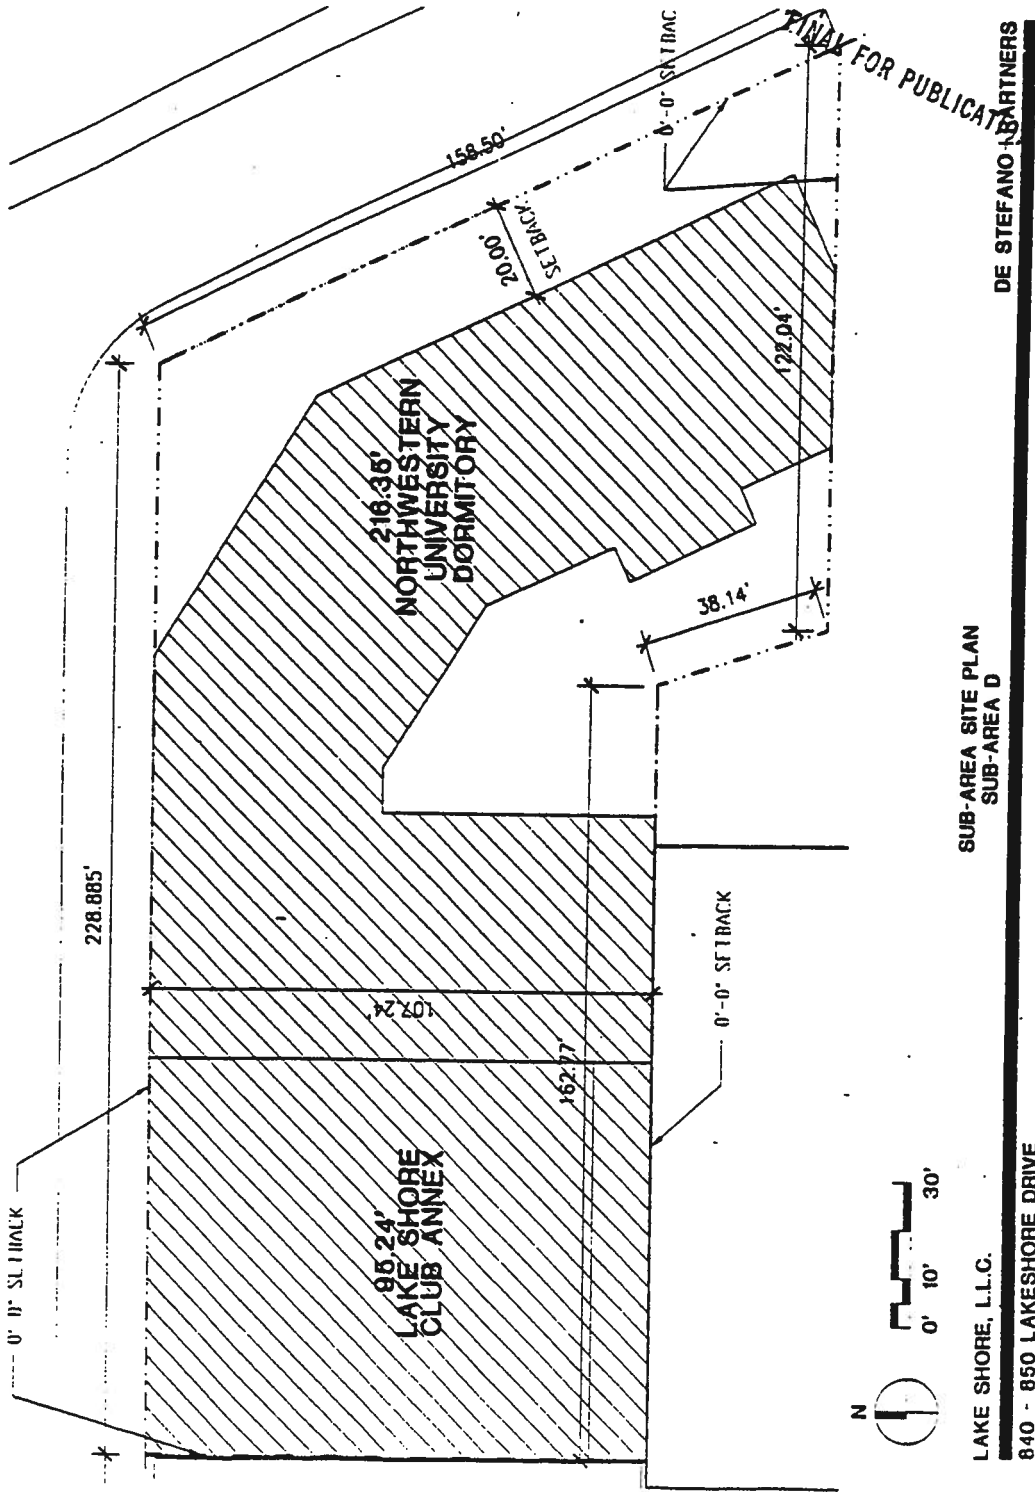 0' 0" SETBACK
228.885'
158.50'
20.00'
SETBACK
0'-0" SETBAC
FINAL FOR PUBLICATIO
95.24'
LAKE SHORE
CLUB ANNEX
107.24'
216.35'
NORTHWESTERN
UNIVERSITY
DORMITORY
162.77'
38.14'
122.04'
0'-0" SETBACK
N
0' 10' 30'
SUB-AREA SITE PLAN
SUB-AREA D
LAKE SHORE, L.L.C.
DE STEFANO+PARTNERS
840 - 850 LAKESHORE DRIVE